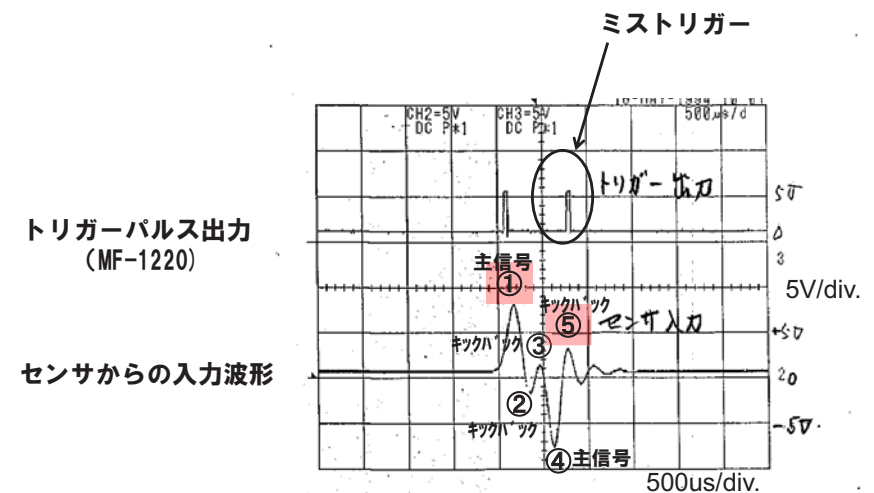 ミストリガー
CH2=5V
DC P*1
CH3=5V
DC P*1
500us/d
トリガー出力
5V
0
トリガーパルス出力
(MF-1220)
主信号
①
3
5V/div.
キックバック
⑤
センサ入力
+5V
キックバック
③
センサからの入力波形
20
②
キックバック
-5V.
④主信号
500us/div.